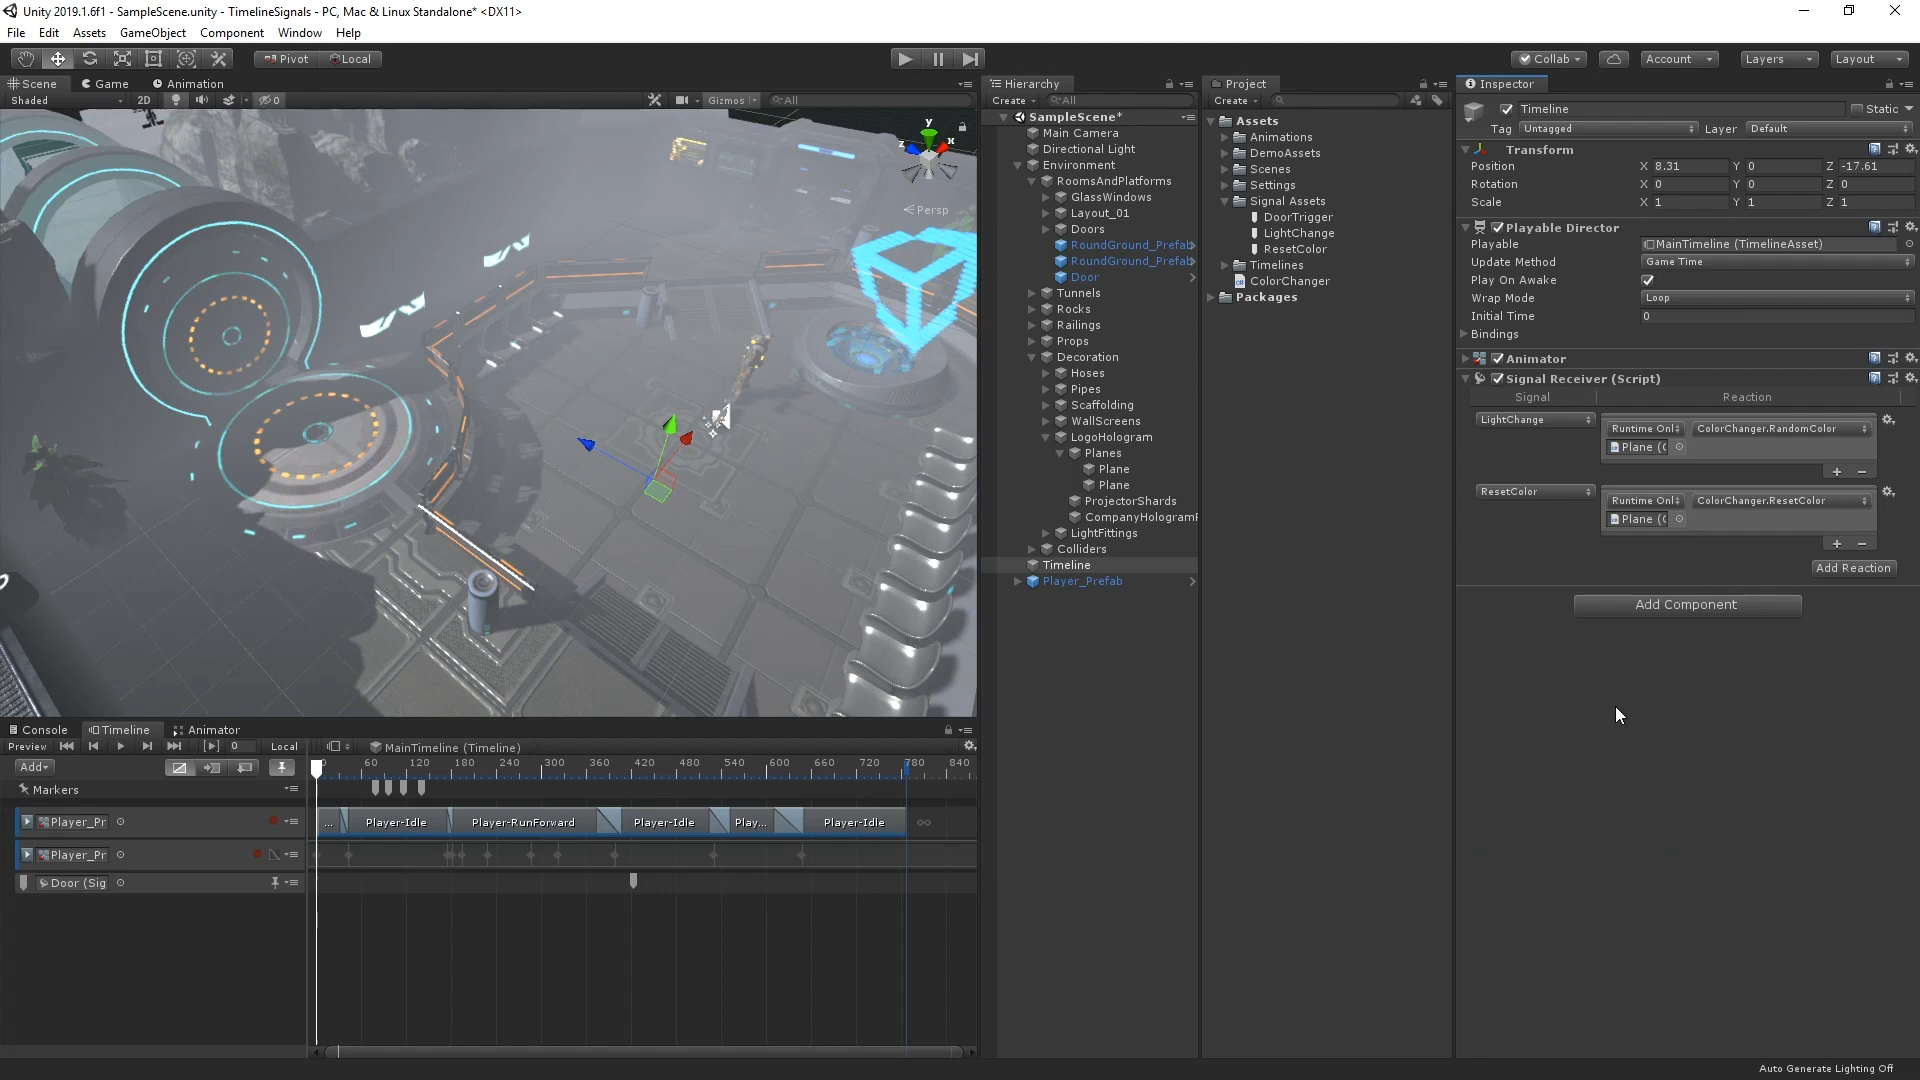 Unity 2019.1.6f1 - SampleScene.unity - TimelineSignals - PC, Mac & Linux Standalone* <DX11>
File Edit Assets GameObject Component Window Help
Pivot Local
Collab Account Layers Layout
Scene Game Animation
Shaded 2D 0 Gizmos All
y
x
z
Persp
Hierarchy
Create All
SampleScene*
Main Camera
Directional Light
Environment
RoomsAndPlatforms
GlassWindows
Layout_01
Doors
RoundGround_Prefab
RoundGround_Prefab
Door
Tunnels
Rocks
Railings
Props
Decoration
Hoses
Pipes
Scaffolding
WallScreens
LogoHologram
Planes
Plane
Plane
ProjectorShards
CompanyHologramP
LightFittings
Colliders
Timeline
Player_Prefab
Project
Create
Assets
Animations
DemoAssets
Scenes
Settings
Signal Assets
DoorTrigger
LightChange
ResetColor
Timelines
ColorChanger
Packages
Inspector
Timeline Static
Tag Untagged Layer Default
Transform
Position X 8.31 Y 0 Z -17.61
Rotation X 0 Y 0 Z 0
Scale X 1 Y 1 Z 1
Playable Director
Playable MainTimeline (TimelineAsset)
Update Method Game Time
Play On Awake
Wrap Mode Loop
Initial Time 0
Bindings
Animator
Signal Receiver (Script)
Signal Reaction
LightChange Runtime Onl ColorChanger.RandomColor
Plane ((
+ −
ResetColor Runtime Onl ColorChanger.ResetColor
Plane ((
+ −
Add Reaction
Add Component
Console Timeline Animator
Preview 0 Local MainTimeline (Timeline)
Add 0 60 120 180 240 300 360 420 480 540 600 660 720 780 840
Markers
Player_Pr ... Player-Idle Player-RunForward Player-Idle Play... Player-Idle
Player_Pr
Door (Sig
Auto Generate Lighting Off